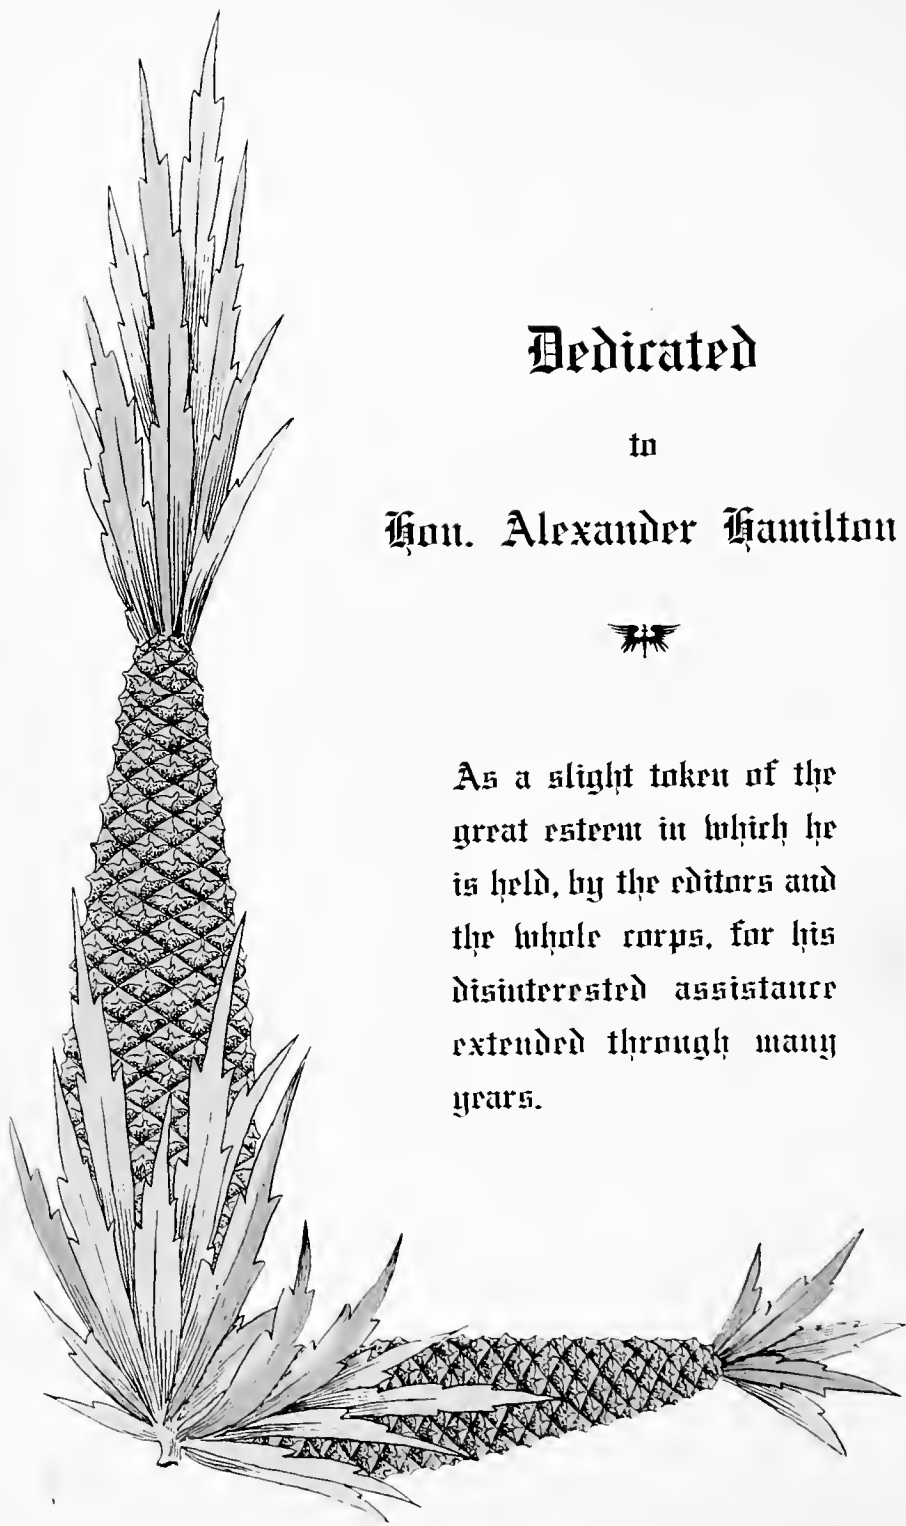 Dedicated
to
Hon. Alexander Hamilton
As a slight token of the
great esteem in which he
is held, by the editors and
the whole corps, for his
disinterested assistance
extended through many
years.